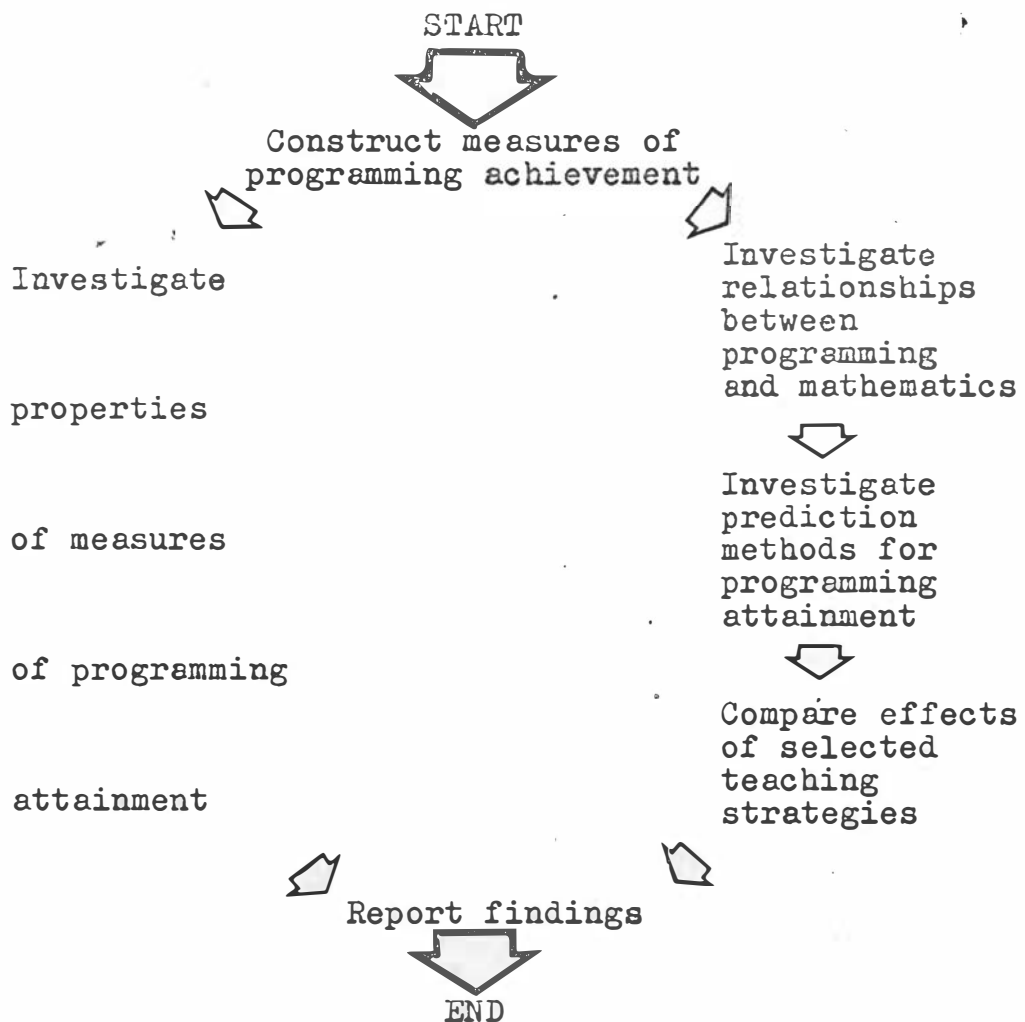 START
Construct measures of
programming achievement
Investigate
properties
of measures
of programming
attainment
Investigate
relationships
between
programming
and mathematics
Investigate
prediction
methods for
programming
attainment
Compare effects
of selected
teaching
strategies
Report findings
END